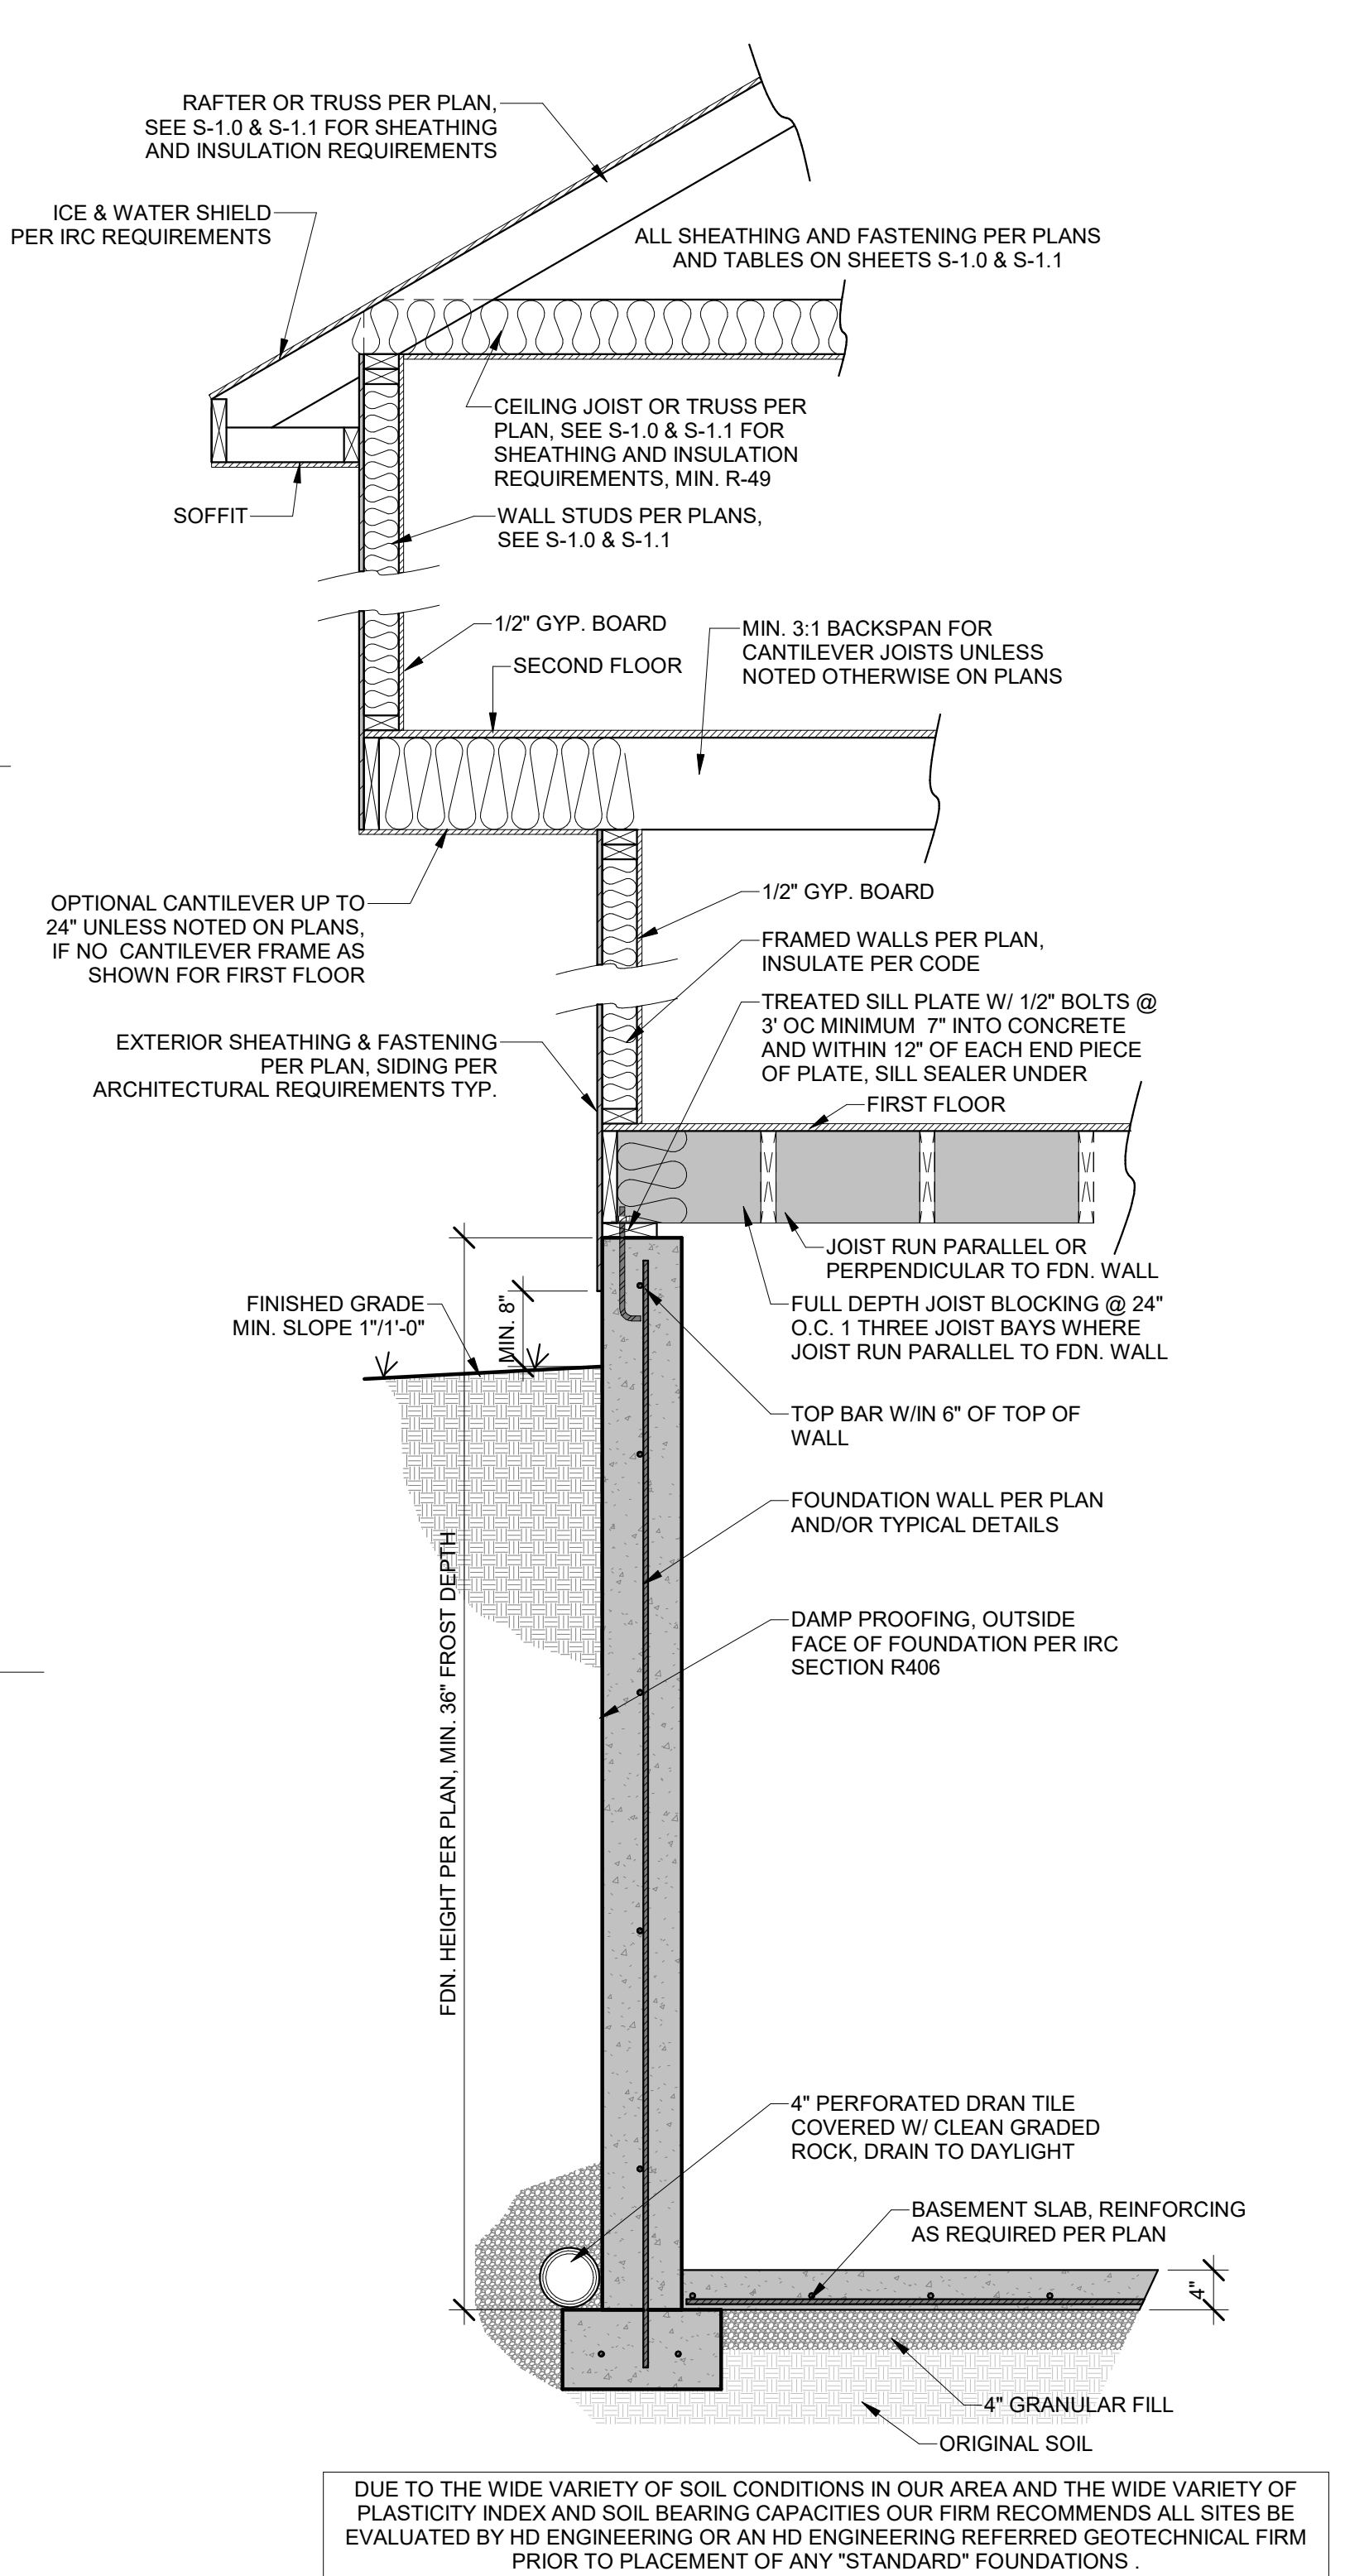 RAFTER OR TRUSS PER PLAN,
SEE S-1.0 & S-1.1 FOR SHEATHING
AND INSULATION REQUIREMENTS
ICE & WATER SHIELD
PER IRC REQUIREMENTS
ALL SHEATHING AND FASTENING PER PLANS
AND TABLES ON SHEETS S-1.0 & S-1.1
CEILING JOIST OR TRUSS PER
PLAN, SEE S-1.0 & S-1.1 FOR
SHEATHING AND INSULATION
REQUIREMENTS, MIN. R-49
SOFFIT
WALL STUDS PER PLANS,
SEE S-1.0 & S-1.1
1/2" GYP. BOARD
SECOND FLOOR
MIN. 3:1 BACKSPAN FOR
CANTILEVER JOISTS UNLESS
NOTED OTHERWISE ON PLANS
OPTIONAL CANTILEVER UP TO
24" UNLESS NOTED ON PLANS,
IF NO CANTILEVER FRAME AS
SHOWN FOR FIRST FLOOR
1/2" GYP. BOARD
FRAMED WALLS PER PLAN,
INSULATE PER CODE
TREATED SILL PLATE W/ 1/2" BOLTS @
3' OC MINIMUM 7" INTO CONCRETE
AND WITHIN 12" OF EACH END PIECE
OF PLATE, SILL SEALER UNDER
EXTERIOR SHEATHING & FASTENING
PER PLAN, SIDING PER
ARCHITECTURAL REQUIREMENTS TYP.
FIRST FLOOR
JOIST RUN PARALLEL OR
PERPENDICULAR TO FDN. WALL
FINISHED GRADE
MIN. SLOPE 1"/1'-0"
MIN. 8"
FULL DEPTH JOIST BLOCKING @ 24"
O.C. 1 THREE JOIST BAYS WHERE
JOIST RUN PARALLEL TO FDN. WALL
TOP BAR W/IN 6" OF TOP OF
WALL
FOUNDATION WALL PER PLAN
AND/OR TYPICAL DETAILS
DAMP PROOFING, OUTSIDE
FACE OF FOUNDATION PER IRC
SECTION R406
FDN. HEIGHT PER PLAN, MIN. 36" FROST DEPTH
4" PERFORATED DRAN TILE
COVERED W/ CLEAN GRADED
ROCK, DRAIN TO DAYLIGHT
BASEMENT SLAB, REINFORCING
AS REQUIRED PER PLAN
4"
4" GRANULAR FILL
ORIGINAL SOIL
DUE TO THE WIDE VARIETY OF SOIL CONDITIONS IN OUR AREA AND THE WIDE VARIETY OF
PLASTICITY INDEX AND SOIL BEARING CAPACITIES OUR FIRM RECOMMENDS ALL SITES BE
EVALUATED BY HD ENGINEERING OR AN HD ENGINEERING REFERRED GEOTECHNICAL FIRM
PRIOR TO PLACEMENT OF ANY "STANDARD" FOUNDATIONS .